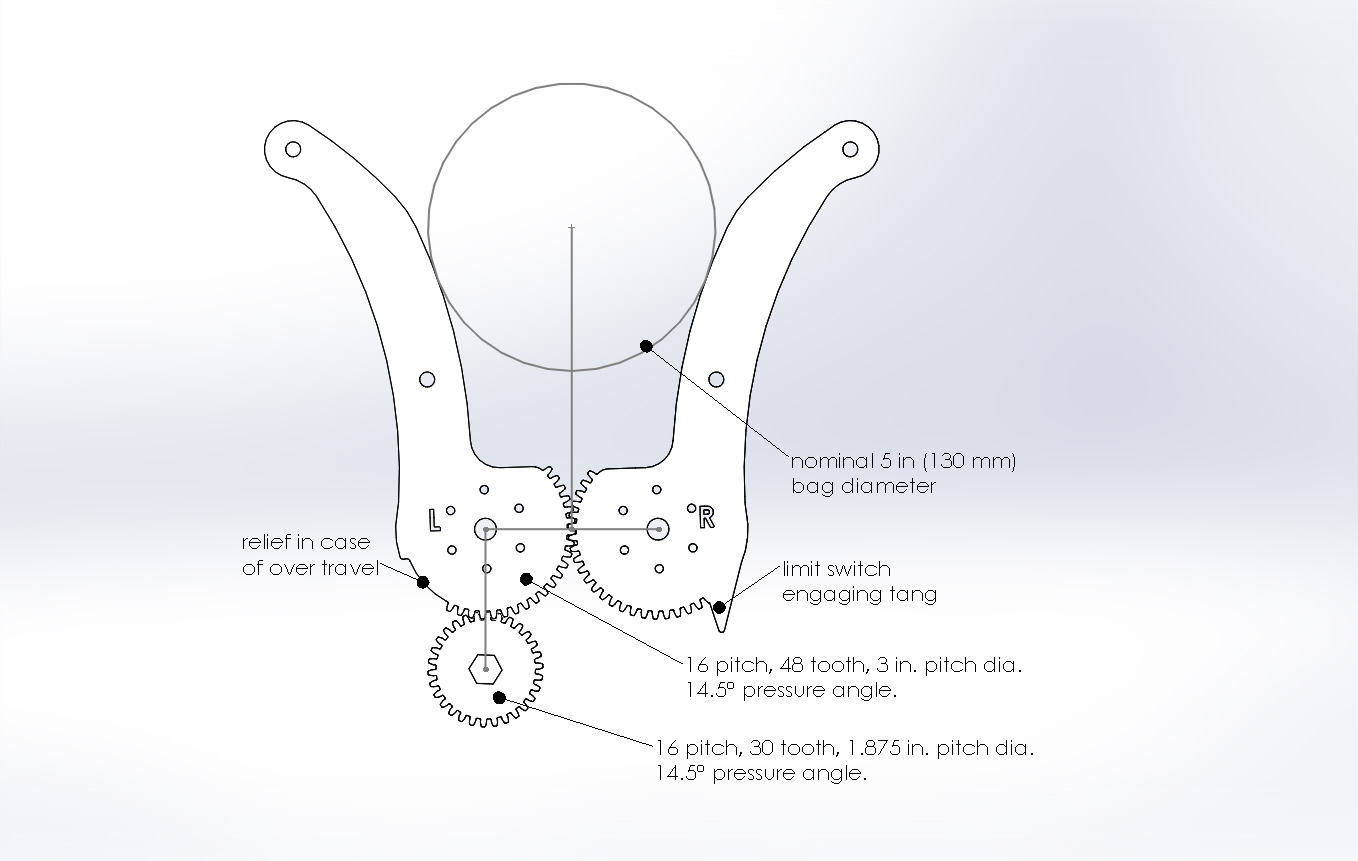 nominal 5 in (130 mm)
bag diameter
L
R
relief in case
of over travel
limit switch
engaging tang
16 pitch, 48 tooth, 3 in. pitch dia.
14.5° pressure angle.
16 pitch, 30 tooth, 1.875 in. pitch dia.
14.5° pressure angle.